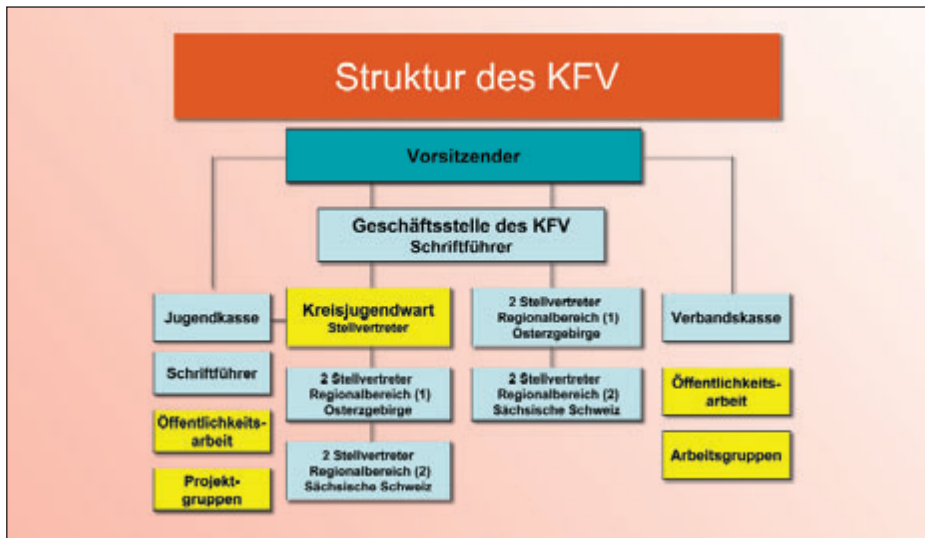 Struktur des KFV
Vorsitzender
Geschäftsstelle des KFV
Schriftführer
Jugendkasse
Kreisjugendwart
Stellvertreter
2 Stellvertreter
Regionalbereich (1)
Osterzgebirge
Verbandskasse
Schriftführer
2 Stellvertreter
Regionalbereich (1)
Osterzgebirge
2 Stellvertreter
Regionalbereich (2)
Sächsische Schweiz
Öffentlichkeits-
arbeit
Öffentlichkeits-
arbeit
2 Stellvertreter
Regionalbereich (2)
Sächsische Schweiz
Arbeitsgruppen
Projekt-
gruppen